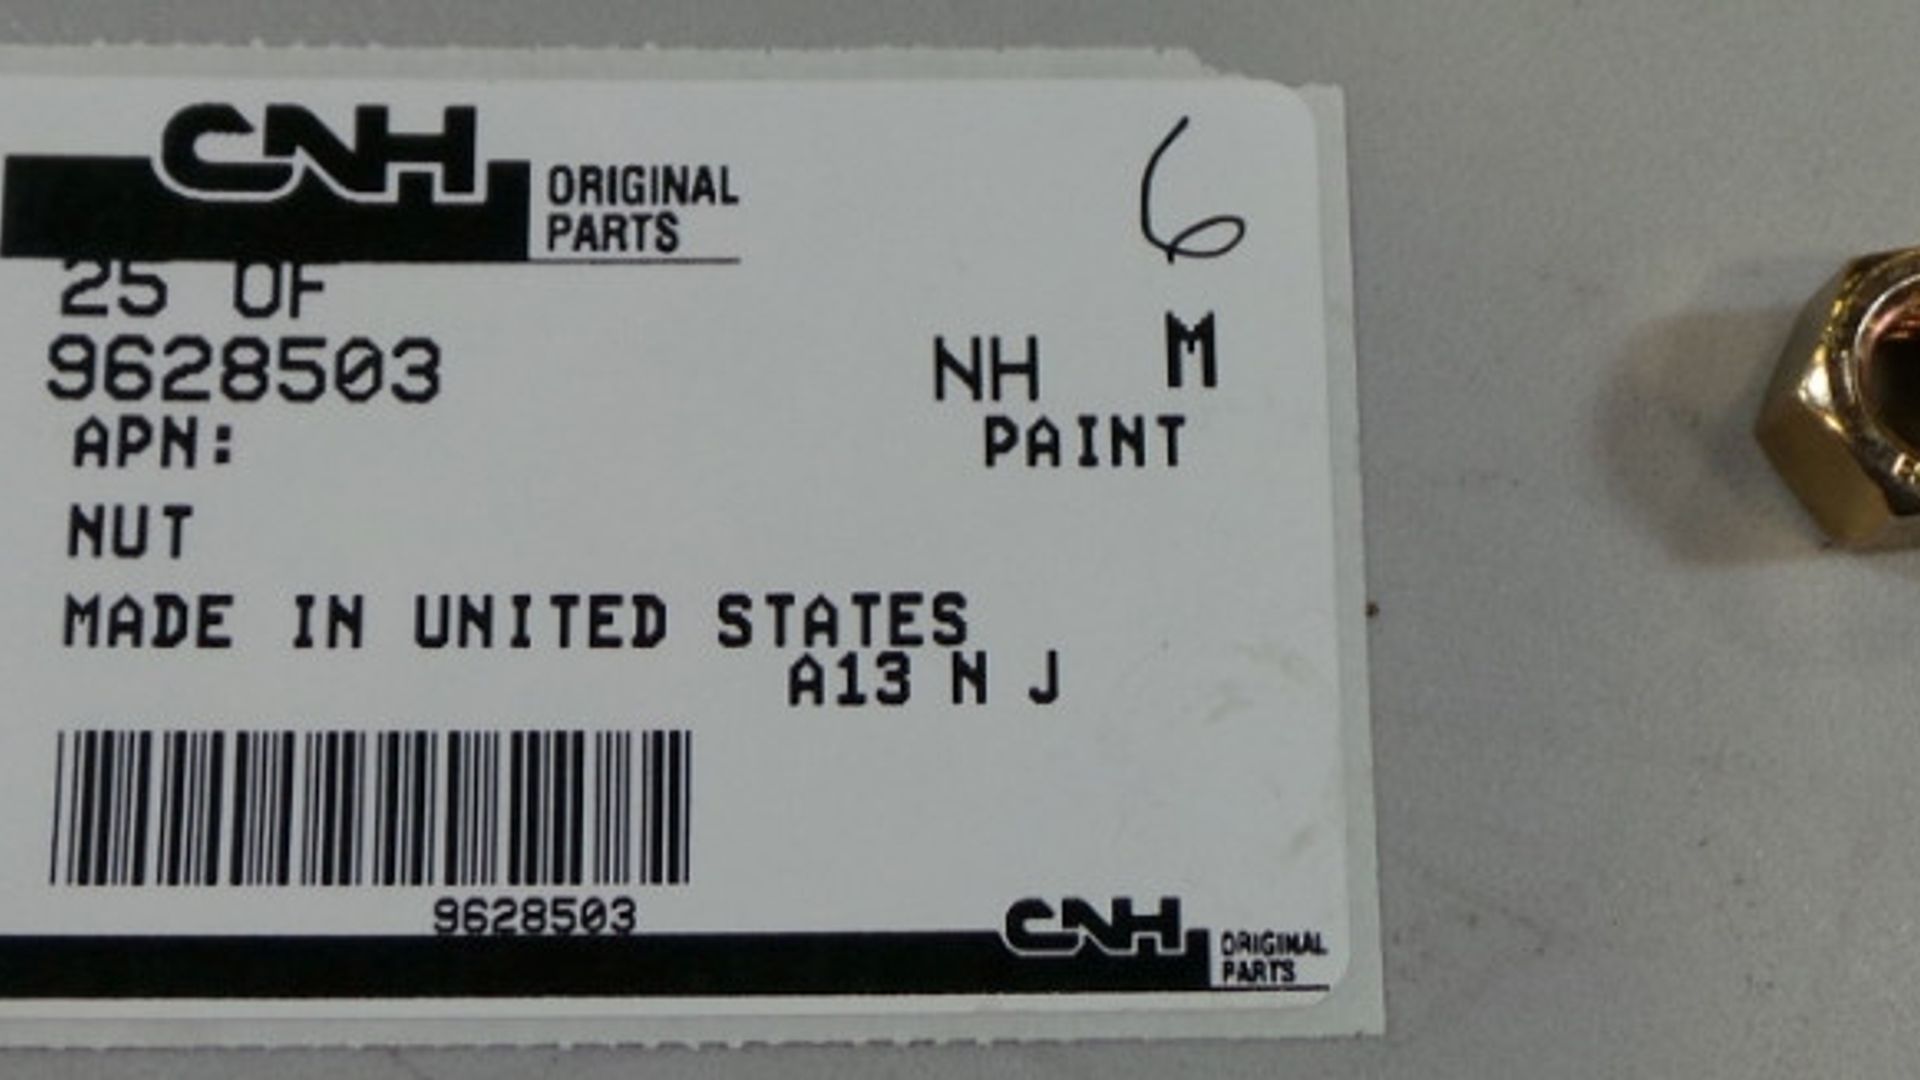 CNH ORIGINAL PARTS
6
25 OF
9628503 NH M
APN: PAINT
NUT
MADE IN UNITED STATES
A13 N J
9628503
CNH ORIGINAL PARTS